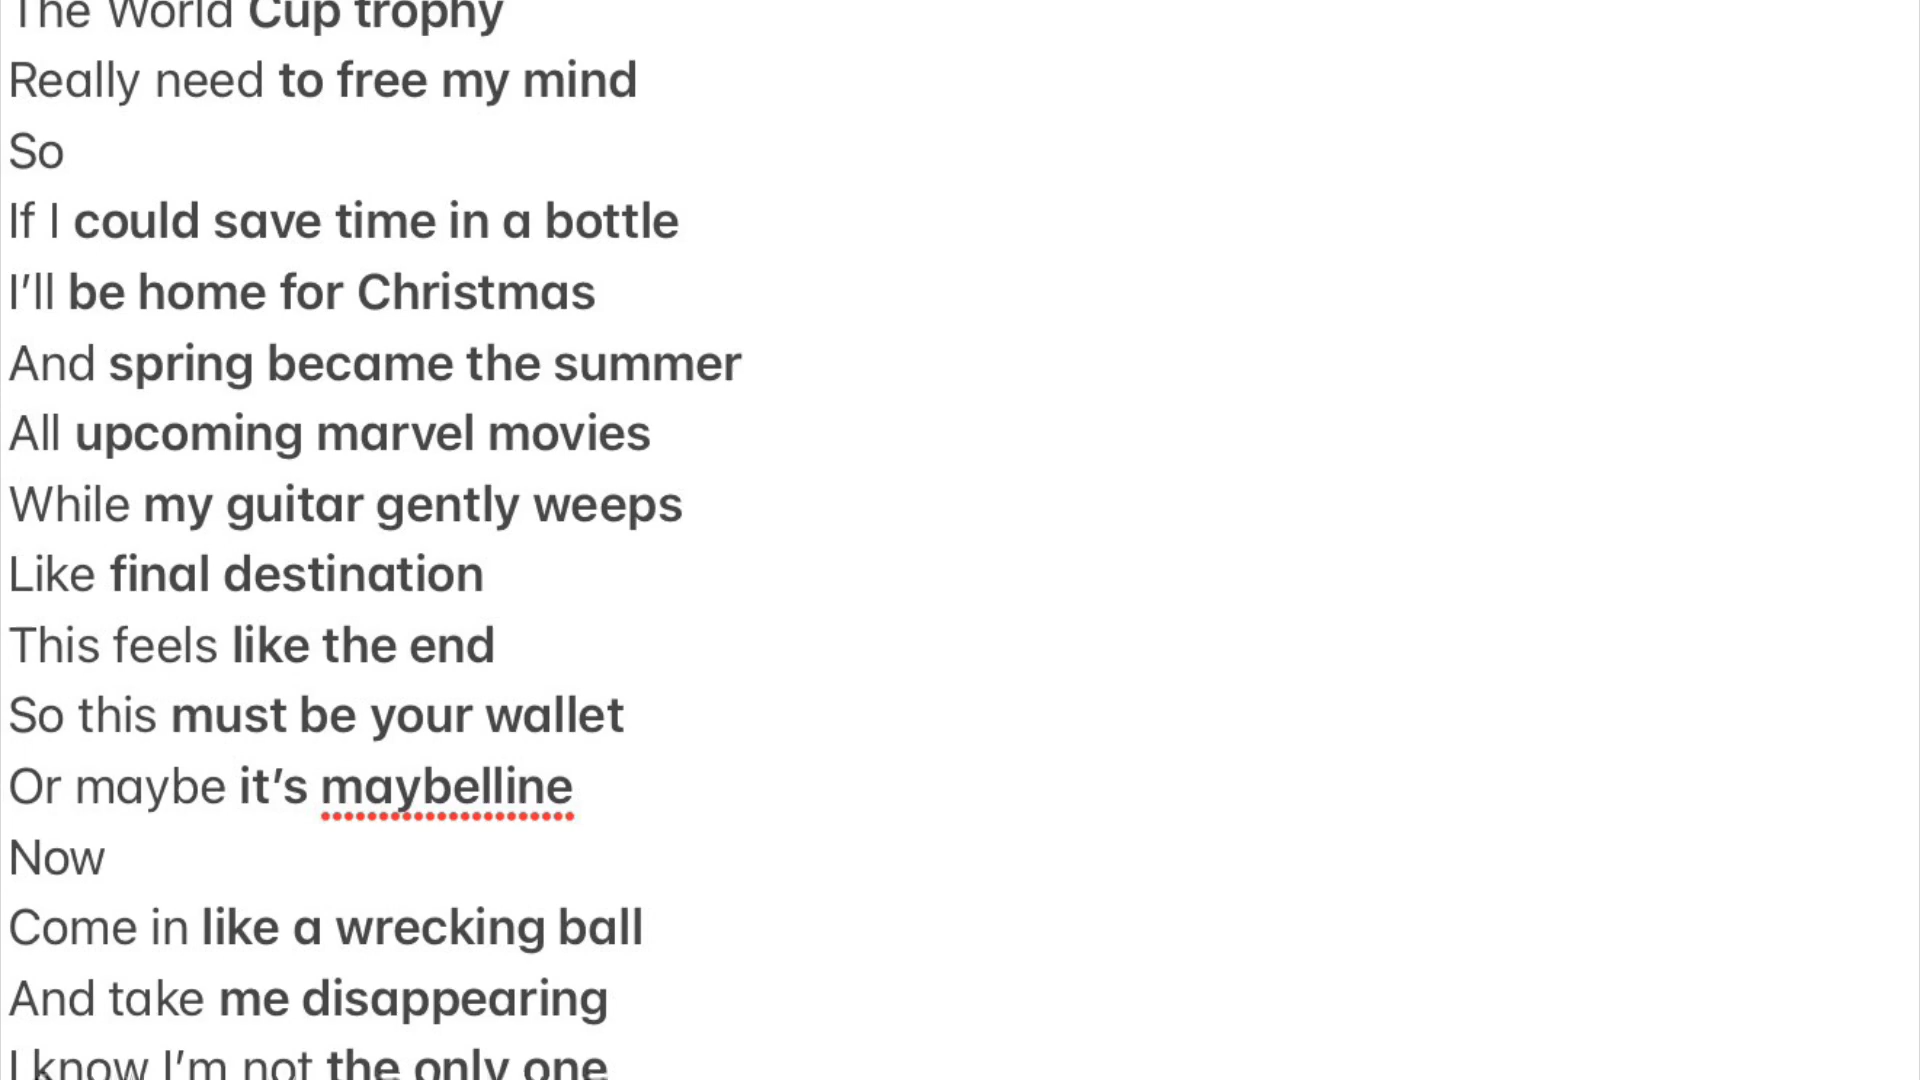 The World Cup trophy
Really need to free my mind
So
If I could save time in a bottle
I’ll be home for Christmas
And spring became the summer
All upcoming marvel movies
While my guitar gently weeps
Like final destination
This feels like the end
So this must be your wallet
Or maybe it’s maybelline
Now
Come in like a wrecking ball
And take me disappearing
I know I’m not the only one